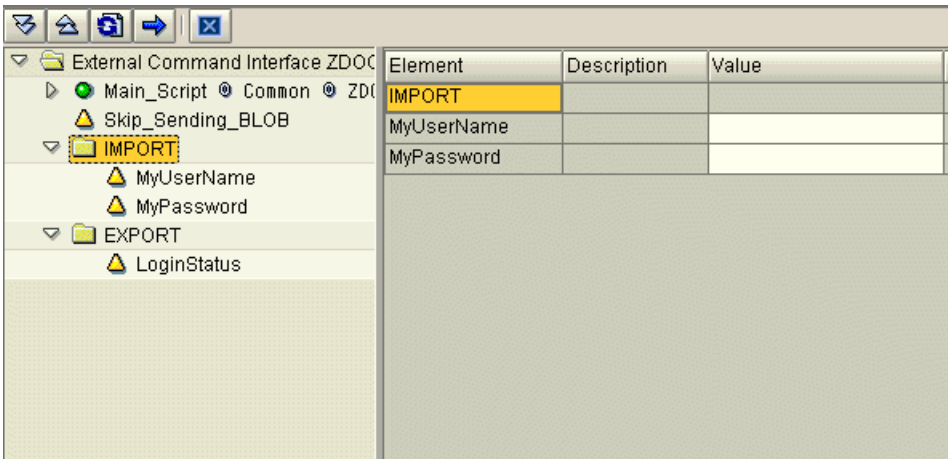 External Command Interface ZDOC
Main_Script @ Common @ ZD
Skip_Sending_BLOB
IMPORT
MyUserName
MyPassword
EXPORT
LoginStatus
Element Description Value
IMPORT
MyUserName
MyPassword